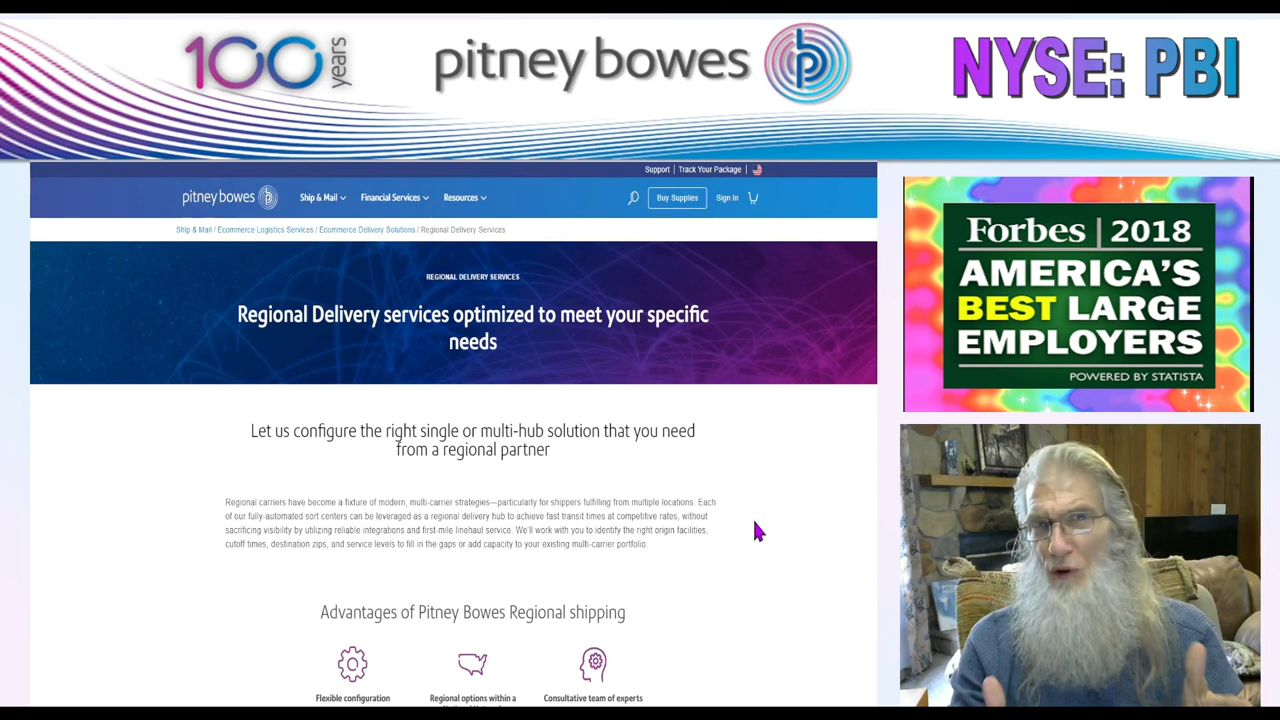 100 years
pitney bowes
NYSE: PBI
Support | Track Your Package
pitney bowes
Ship & Mail
Financial Services
Resources
Buy Supplies
Sign In
Ship & Mail / Ecommerce Logistics Services / Ecommerce Delivery Solutions / Regional Delivery Services
REGIONAL DELIVERY SERVICES
Regional Delivery services optimized to meet your specific
needs
Let us configure the right single or multi-hub solution that you need
from a regional partner
Regional carriers have become a fixture of modern, multi-carrier strategies—particularly for shippers fulfilling from multiple locations. Each
of our fully-automated sort centers can be leveraged as a regional delivery hub to achieve fast transit times at competitive rates, without
sacrificing visibility by utilizing reliable integrations and first-mile linehaul service. We'll work with you to identify the right origin facilities,
cutoff times, destination zips, and service levels to fill in the gaps or add capacity to your existing multi-carrier portfolio.
Advantages of Pitney Bowes Regional shipping
Flexible configuration
Regional options within a
Consultative team of experts
Forbes | 2018
AMERICA'S
BEST LARGE
EMPLOYERS
POWERED BY STATISTA